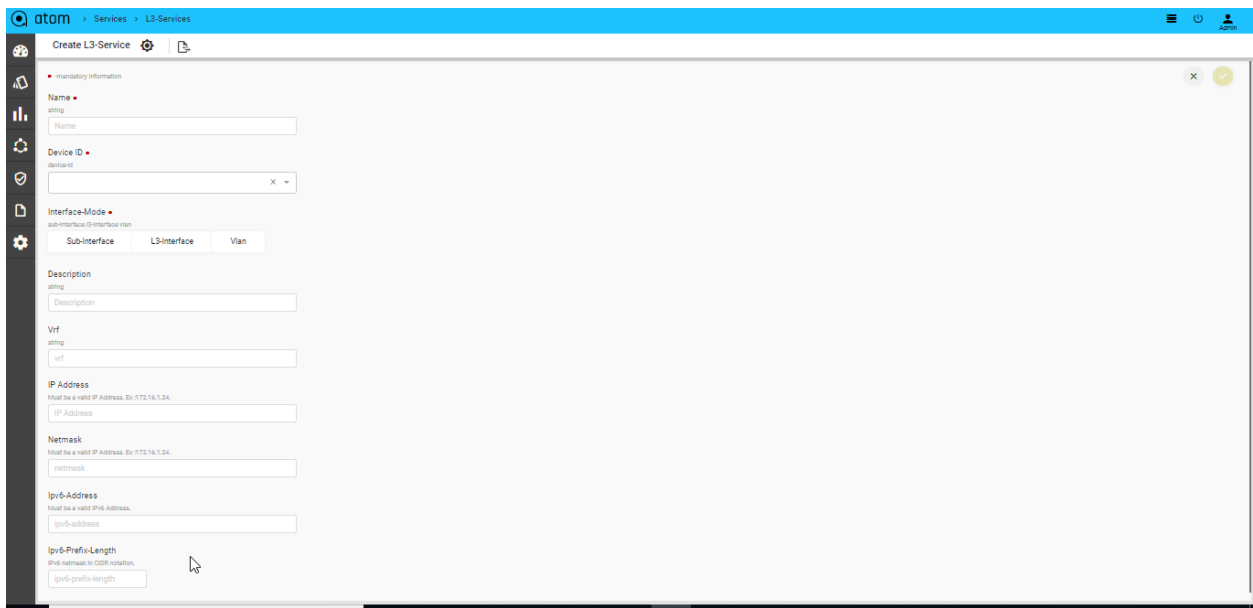 atom > Services > L3-Services
Admin
Create L3-Service
-mandatory information
Name
string
Name
Device ID
device-id
Interface-Mode
sub-interface l3-interface vlan
Sub-Interface L3-Interface Vlan
Description
string
Description
Vrf
string
vrf
IP Address
Must be a valid IP Address. Ex :172.16.1.24.
IP Address
Netmask
Must be a valid IP Address. Ex :172.16.1.24.
netmask
Ipv6-Address
Must be a valid IPv6 Address.
ipv6-address
Ipv6-Prefix-Length
IPv6 netmask in CIDR notation.
ipv6-prefix-length